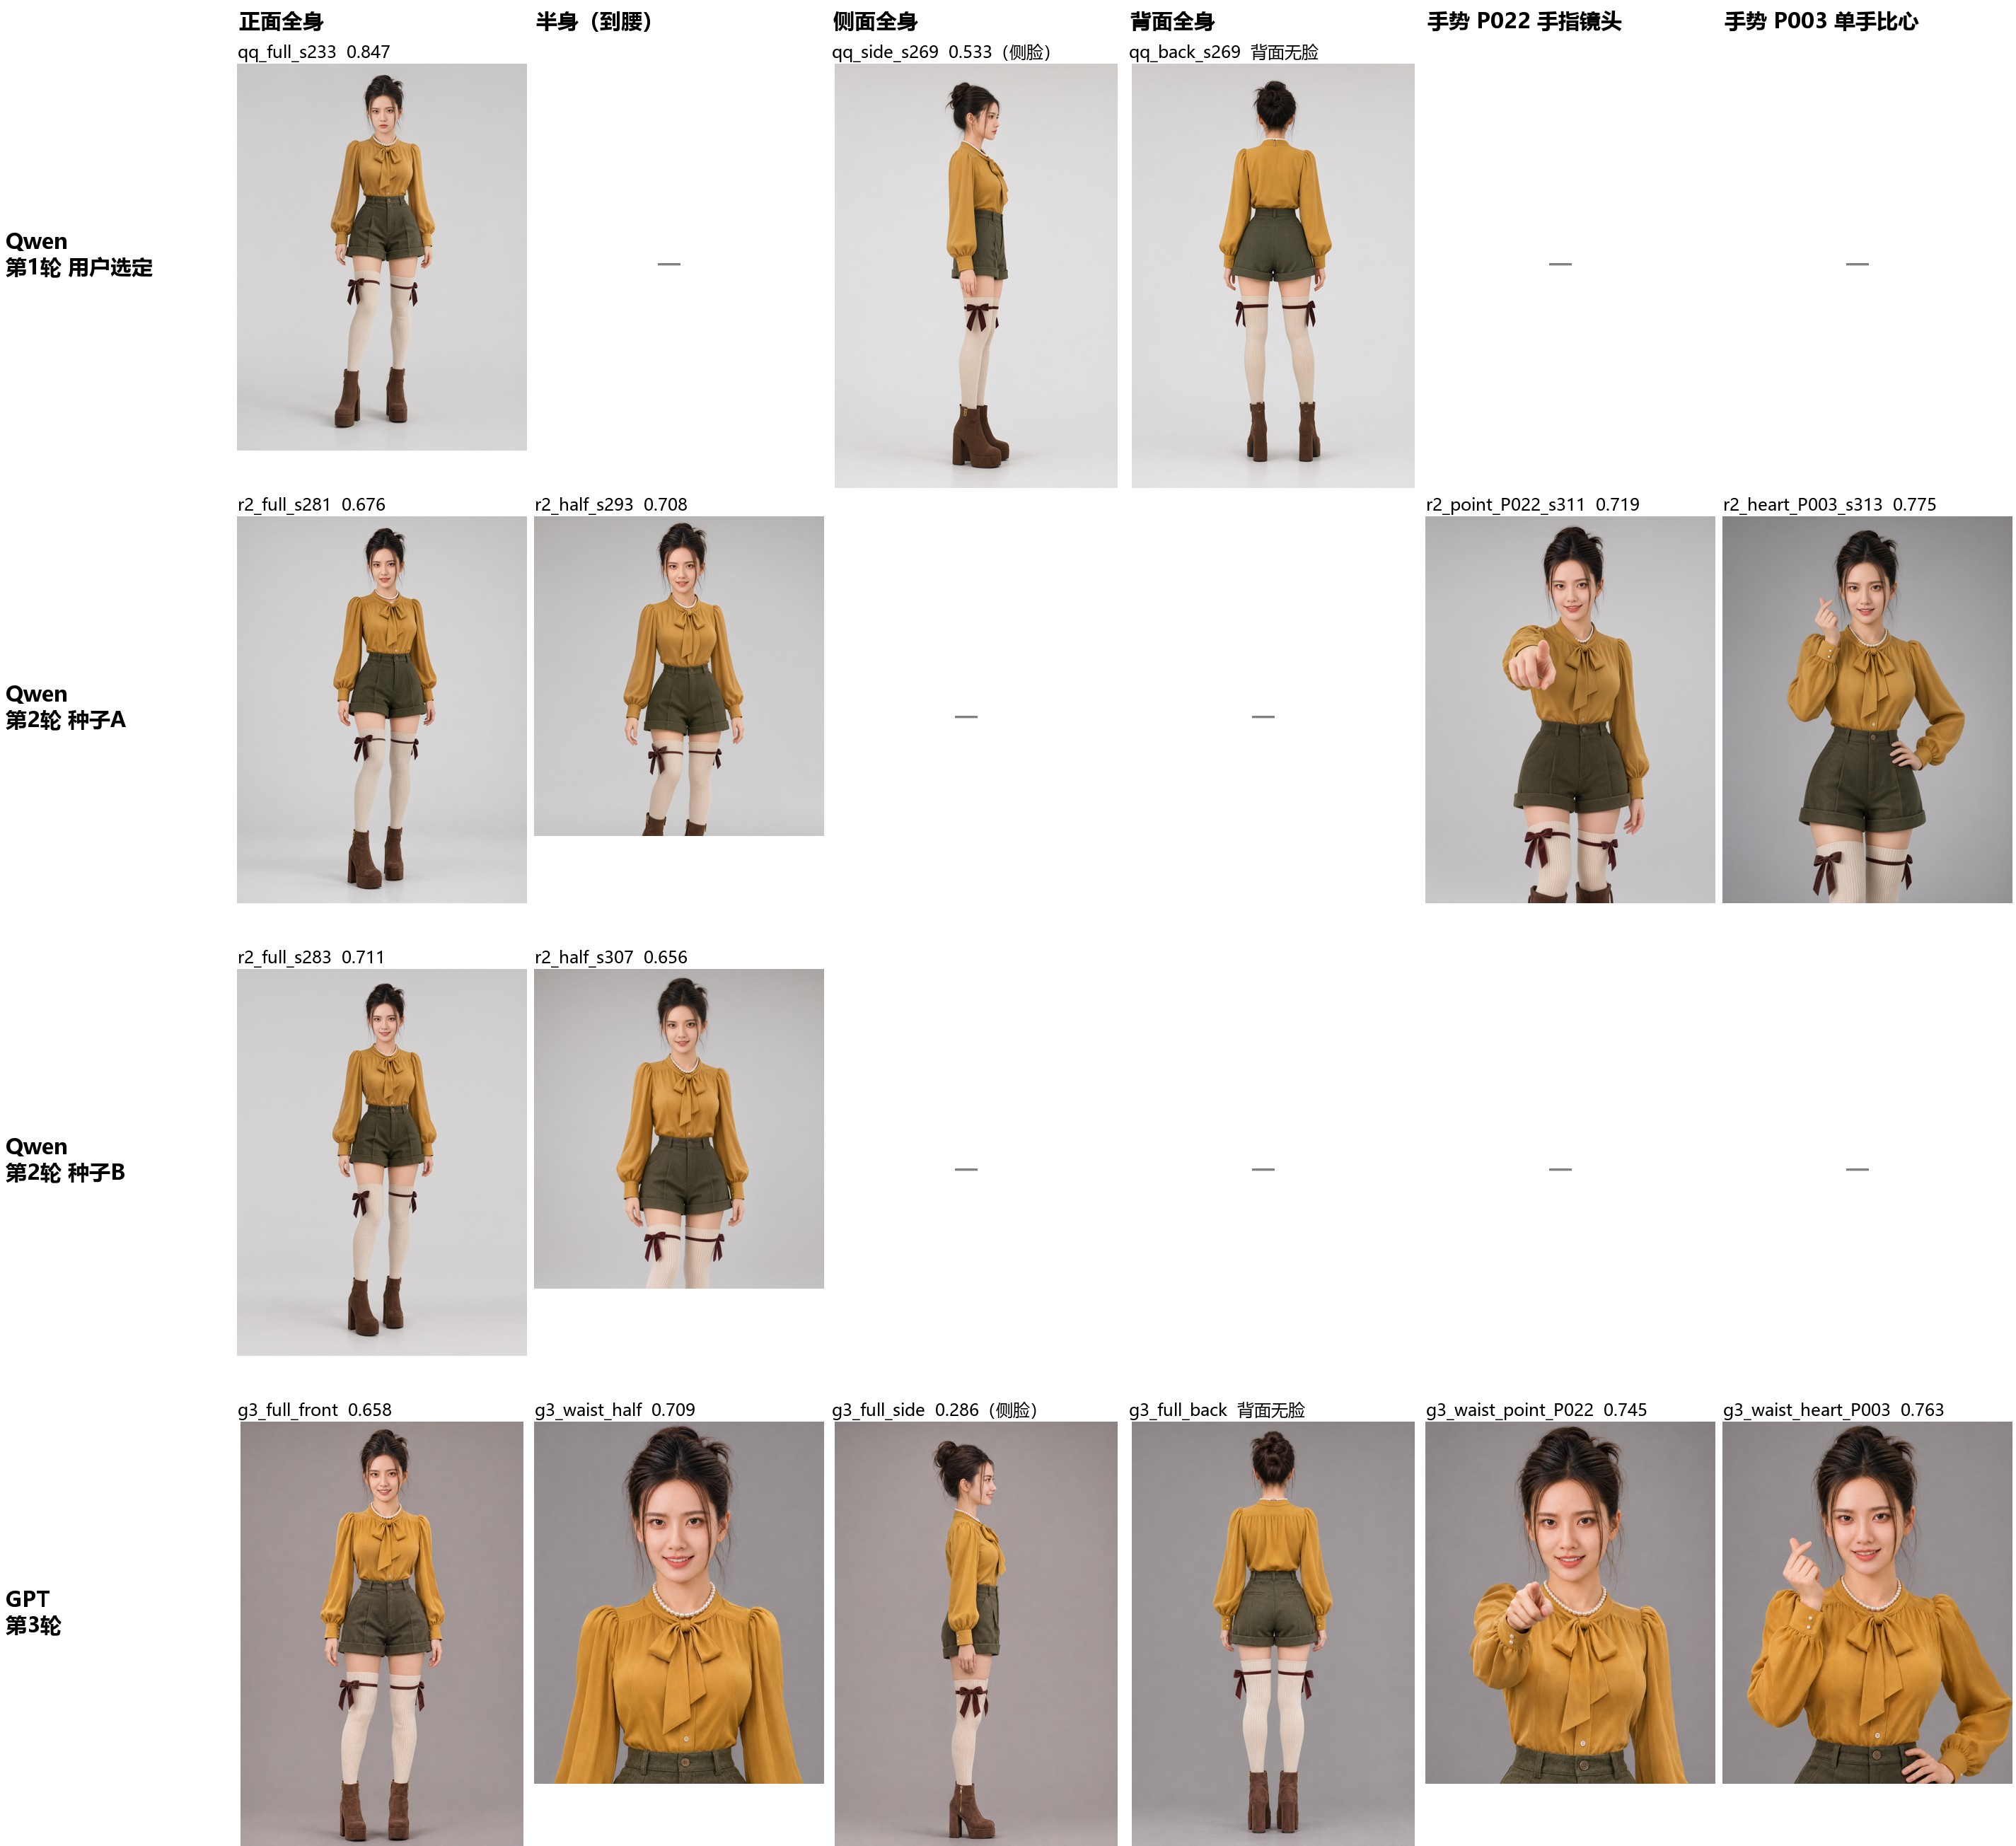 正面全身
半身（到腰）
侧面全身
背面全身
手势 P022 手指镜头
手势 P003 单手比心
qq_full_s233 0.847
qq_side_s269 0.533（侧脸）
qq_back_s269 背面无脸
Qwen
第1轮 用户选定
—
—
—
r2_full_s281 0.676
r2_half_s293 0.708
r2_point_P022_s311 0.719
r2_heart_P003_s313 0.775
Qwen
第2轮 种子A
—
—
r2_full_s283 0.711
r2_half_s307 0.656
Qwen
第2轮 种子B
—
—
—
—
g3_full_front 0.658
g3_waist_half 0.709
g3_full_side 0.286（侧脸）
g3_full_back 背面无脸
g3_waist_point_P022 0.745
g3_waist_heart_P003 0.763
GPT
第3轮